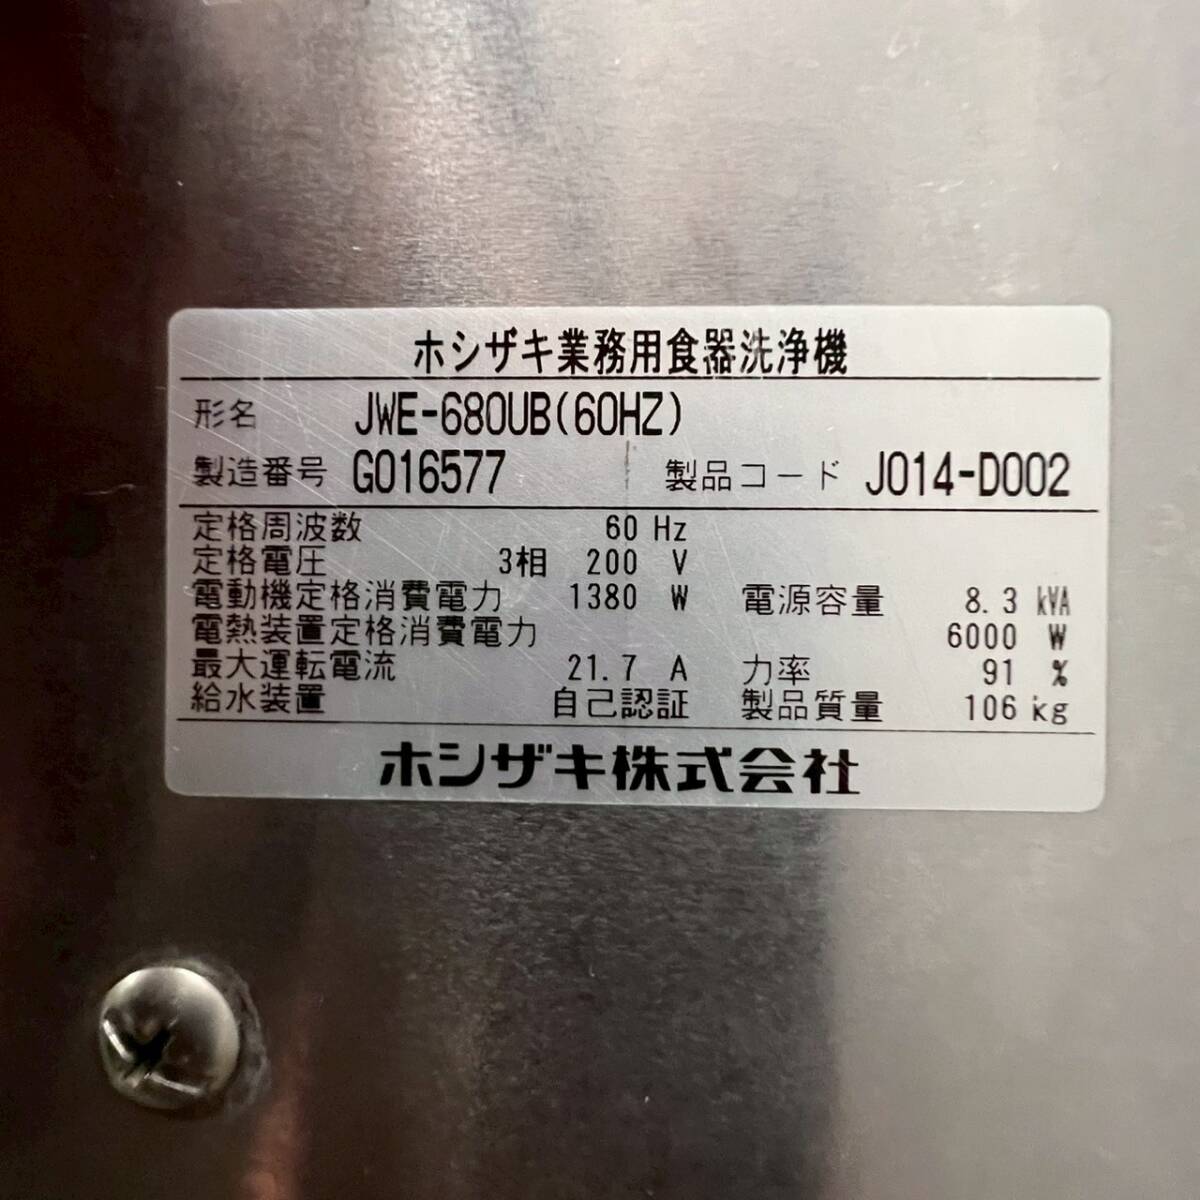 ホシザキ業務用食器洗浄機
形名 JWE-680UB(60HZ)
製造番号 G016577 製品コード J014-D002
定格周波数 60 Hz
定格電圧 3相 200 V
電動機定格消費電力 1380 W 電源容量 8.3 kVA
電熱装置定格消費電力 6000 W
最大運転電流 21.7 A 力率 91 %
給水装置 自己認証 製品質量 106 kg
ホシザキ株式会社